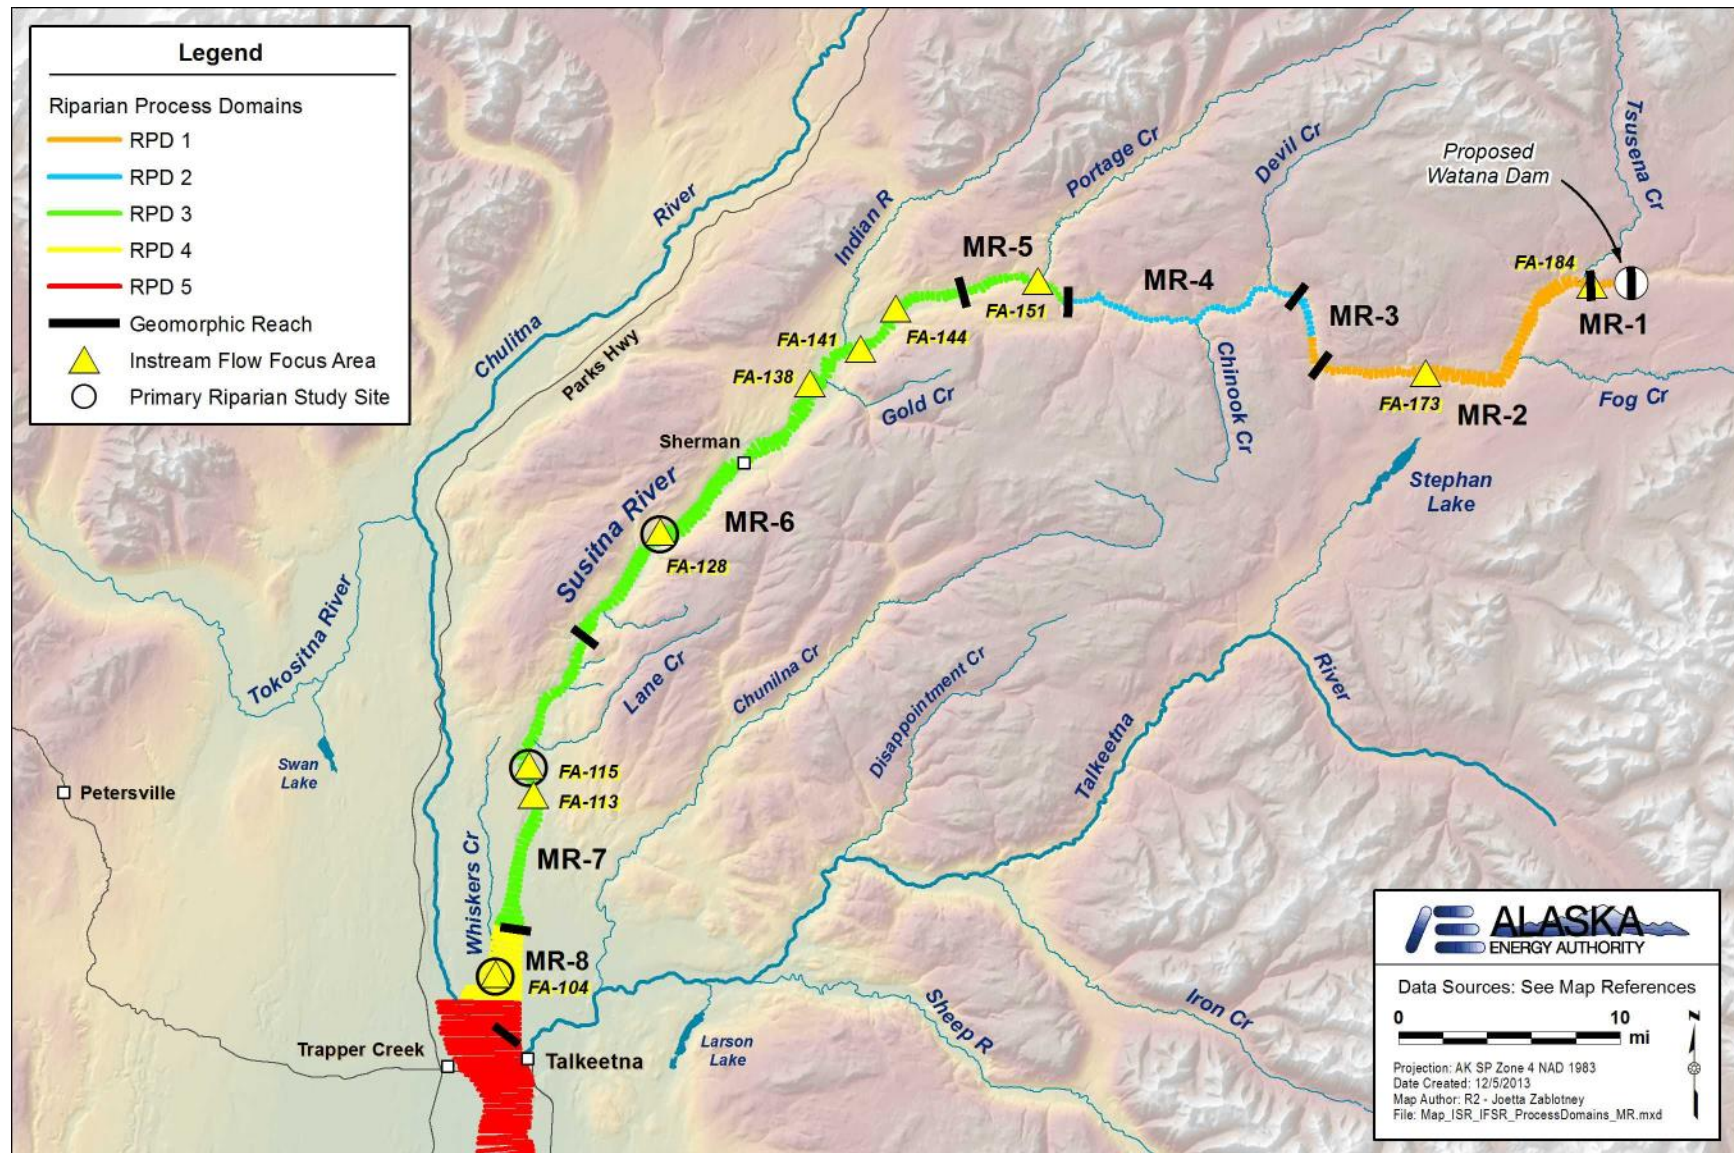 Legend
Riparian Process Domains
RPD 1
RPD 2
RPD 3
RPD 4
RPD 5
Geomorphic Reach
Instream Flow Focus Area
Primary Riparian Study Site
River
Chulitna
Parks Hwy
Indian R
Portage Cr
Devil Cr
Tsusena Cr
Proposed
Watana Dam
MR-5
MR-4
MR-3
FA-184
MR-1
FA-151
FA-144
FA-141
FA-138
Gold Cr
Chinook Cr
FA-173
MR-2
Fog Cr
Sherman
Stephan
Lake
Susitna River
MR-6
FA-128
Tokositna River
Lane Cr
Chunilna Cr
Disappointment Cr
Talkeetna
River
Swan
Lake
Petersville
FA-115
FA-113
Whiskers Cr
MR-7
MR-8
FA-104
Trapper Creek
Talkeetna
Larson
Lake
Sheep R
Iron Cr
ALASKA
ENERGY AUTHORITY
Data Sources: See Map References
0 10
mi
N
Projection: AK SP Zone 4 NAD 1983
Date Created: 12/5/2013
Map Author: R2 - Joetta Zablotney
File: Map_ISR_IFSR_ProcessDomains_MR.mxd